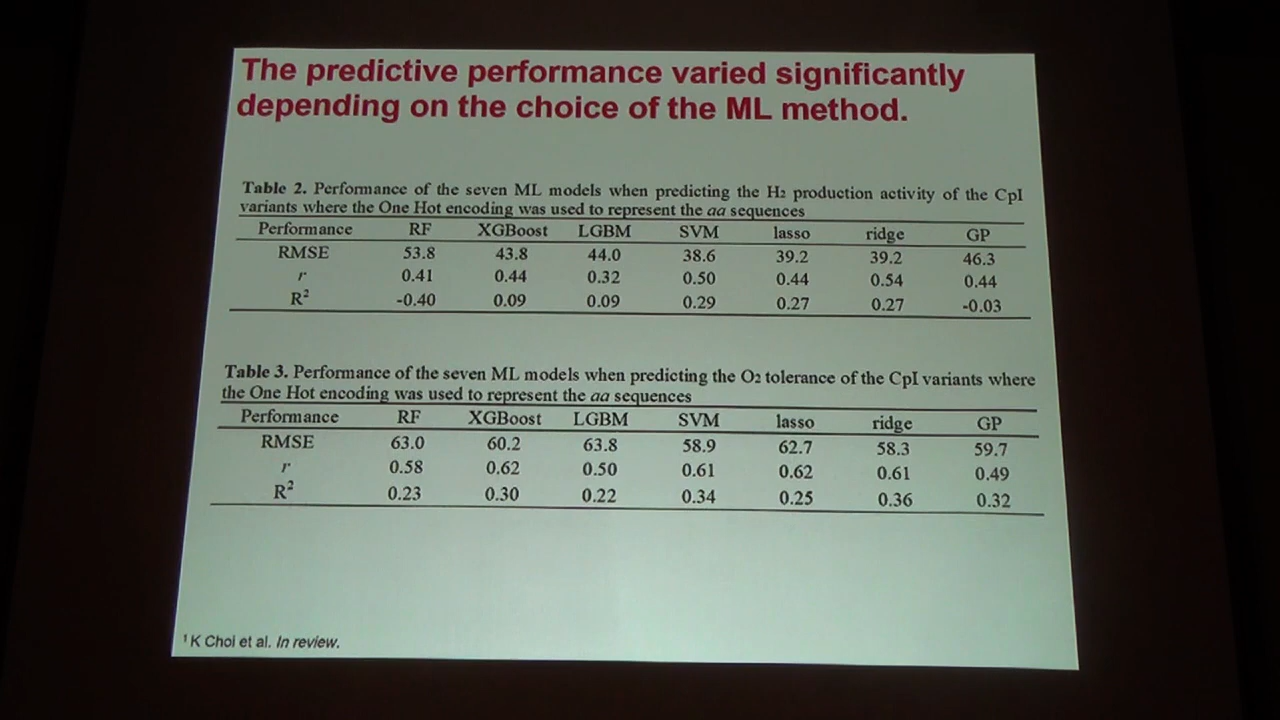 The predictive performance varied significantly
depending on the choice of the ML method.
Table 2. Performance of the seven ML models when predicting the H₂ production activity of the CpI
variants where the One Hot encoding was used to represent the aa sequences
Performance RF XGBoost LGBM SVM lasso ridge GP
RMSE 53.8 43.8 44.0 38.6 39.2 39.2 46.3
r 0.41 0.44 0.32 0.50 0.44 0.54 0.44
R² -0.40 0.09 0.09 0.29 0.27 0.27 -0.03
Table 3. Performance of the seven ML models when predicting the O₂ tolerance of the CpI variants where
the One Hot encoding was used to represent the aa sequences
Performance RF XGBoost LGBM SVM lasso ridge GP
RMSE 63.0 60.2 63.8 58.9 62.7 58.3 59.7
r 0.58 0.62 0.50 0.61 0.62 0.61 0.49
R² 0.23 0.30 0.22 0.34 0.25 0.36 0.32
¹ K Choi et al. In review.